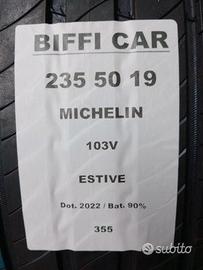 BIFFI CAR
235 50 19
MICHELIN
103V
ESTIVE
Dot. 2022 / Bat. 90%
355
subito